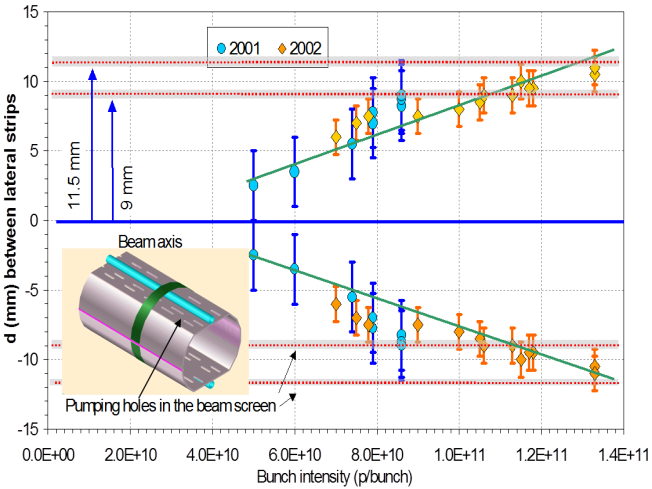 15
10
5
0
-5
-10
-15
d (mm) between lateral strips
2001
2002
11.5 mm
9 mm
Beam axis
Pumping holes in the beam screen
0.0E+00
2.0E+10
4.0E+10
6.0E+10
8.0E+10
1.0E+11
1.2E+11
1.4E+11
Bunch intensity (p/bunch)